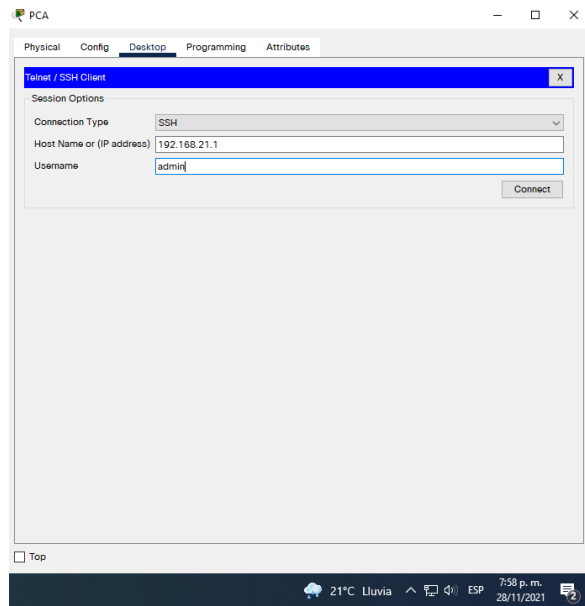 PCA
Physical Config Desktop Programming Attributes
Telnet / SSH Client X
Session Options
Connection Type SSH
Host Name or (IP address) 192.168.21.1
Username admin
Connect
Top
21°C Lluvia ESP 7:58 p. m.
28/11/2021 2